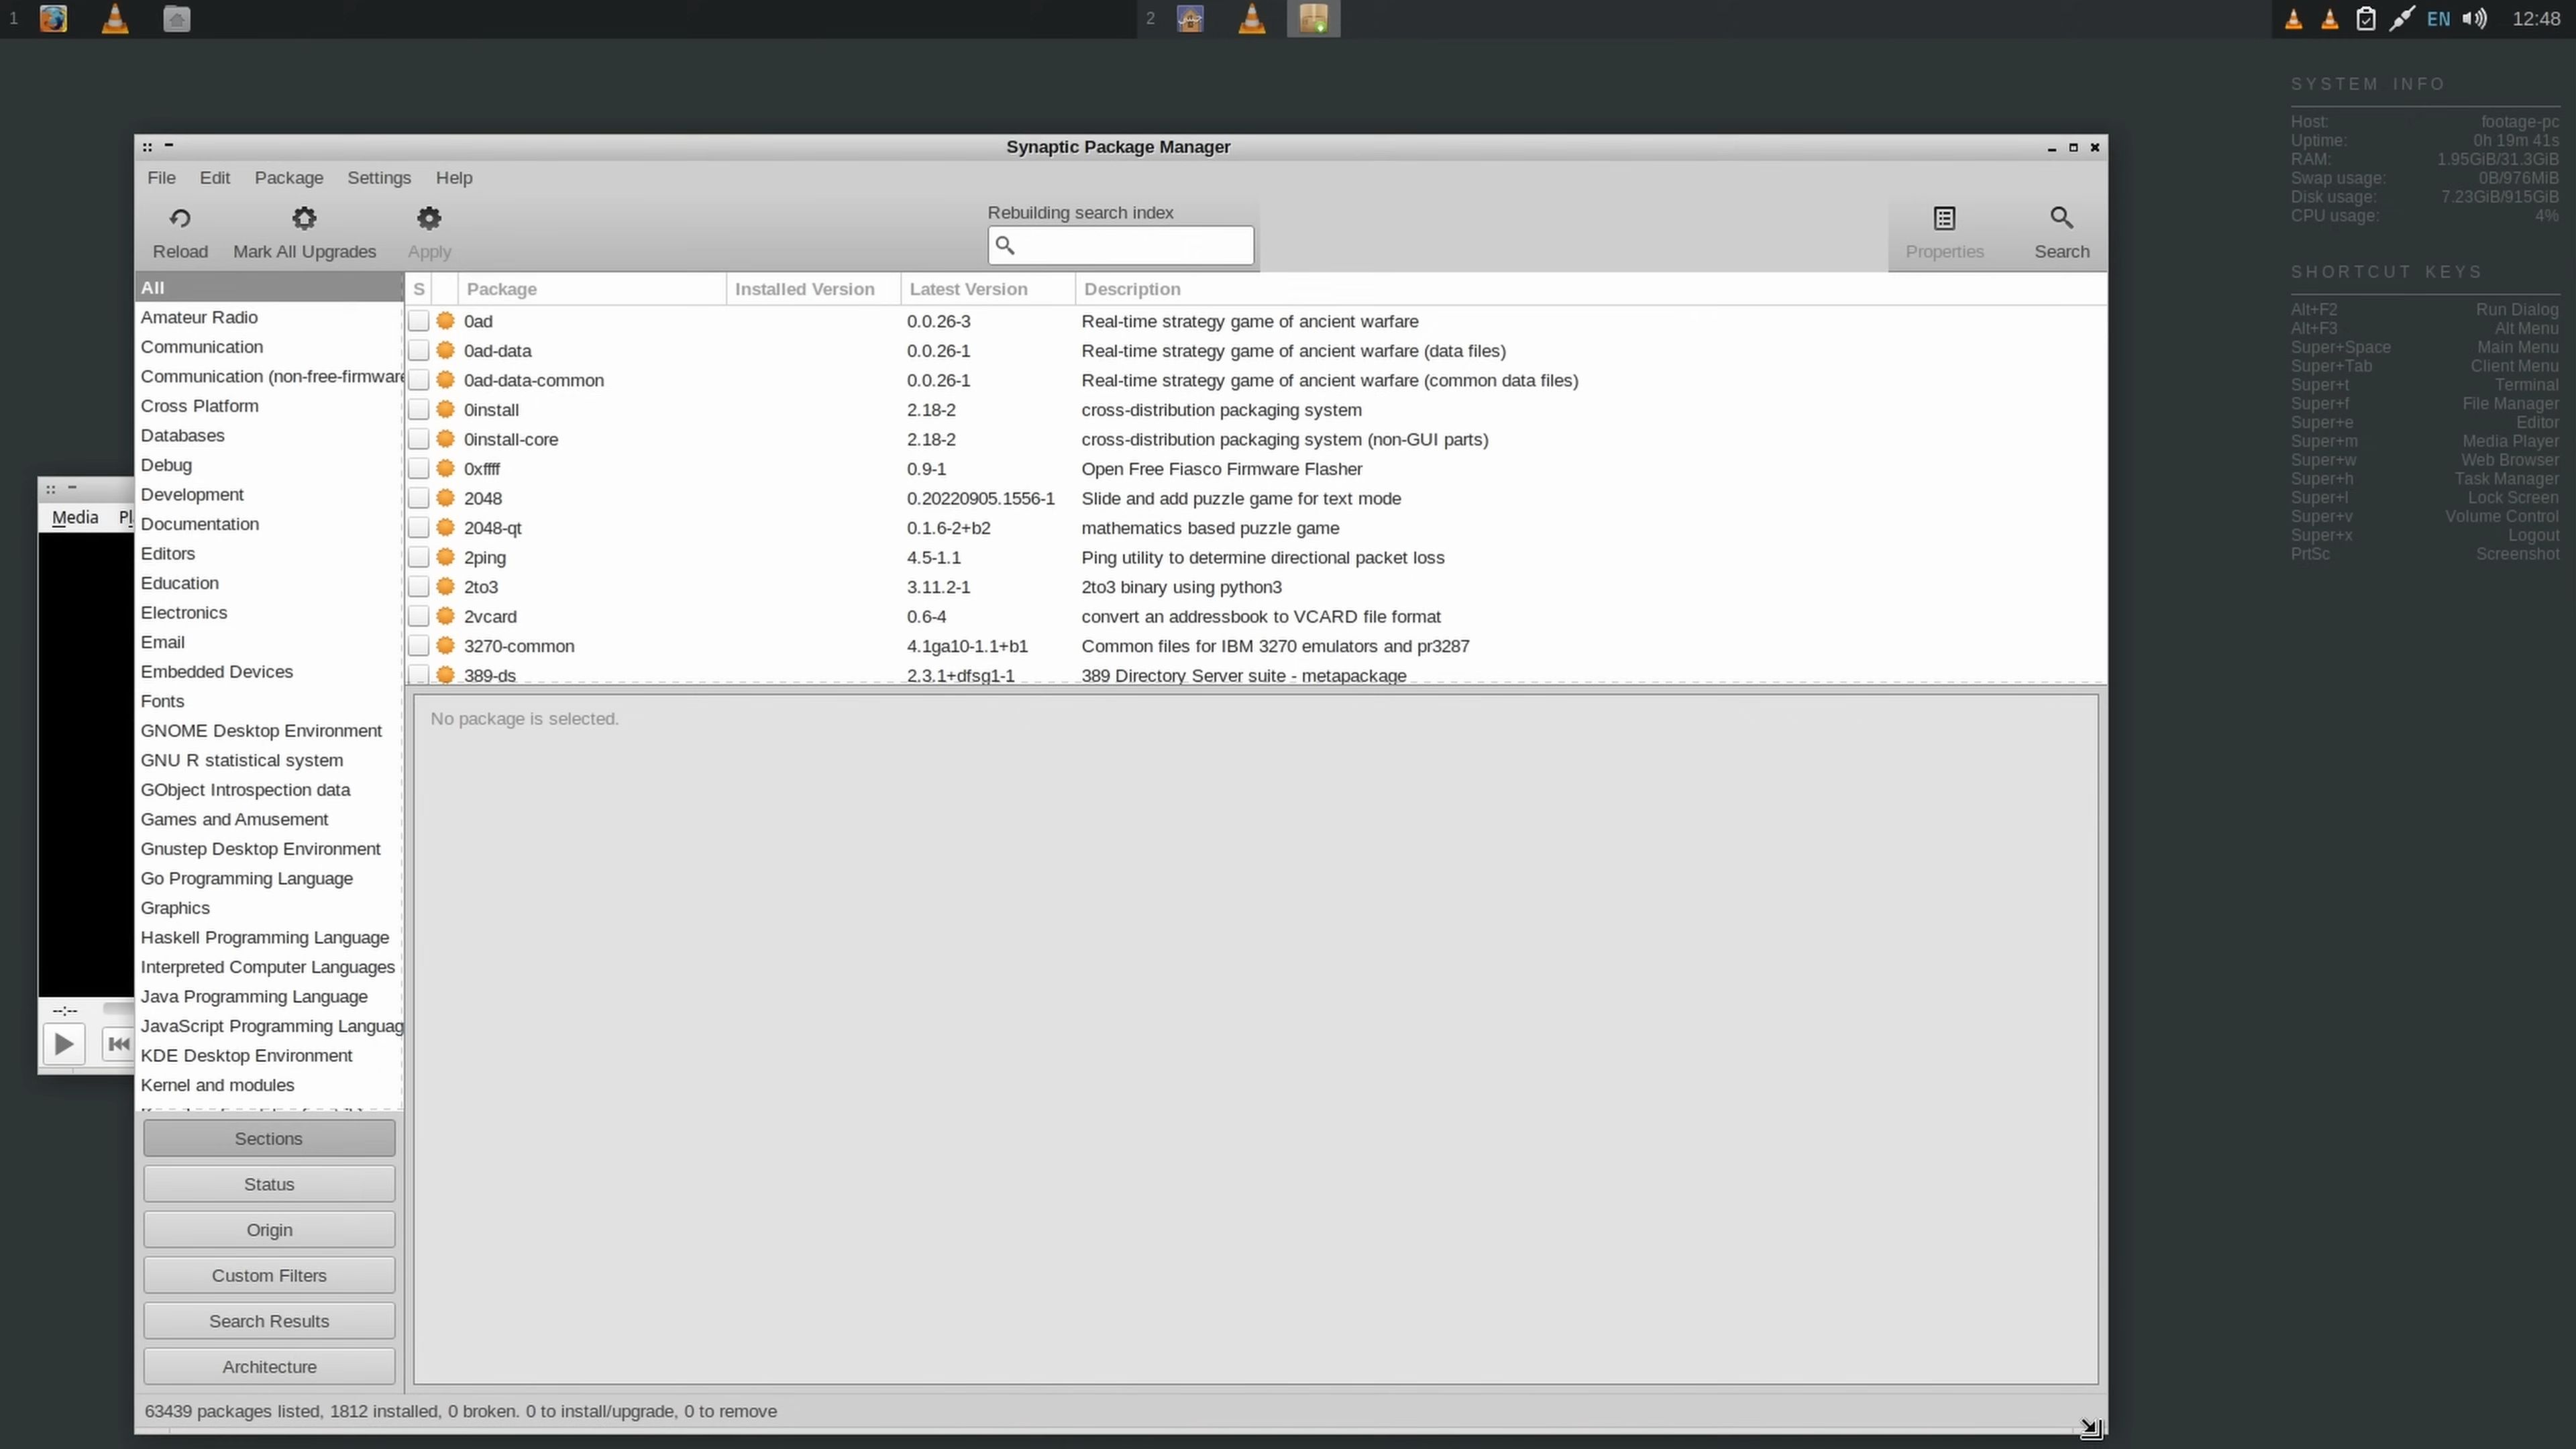 1
2
EN
12:48
SYSTEM INFO
Host: footage-pc
Uptime: 0h 19m 41s
RAM: 1.95GiB/31.3GiB
Swap usage: 0B/976MiB
Disk usage: 7.23GiB/915GiB
CPU usage: 4%
SHORTCUT KEYS
Alt+F2 Run Dialog
Alt+F3 Alt Menu
Super+Space Main Menu
Super+Tab Client Menu
Super+t Terminal
Super+f File Manager
Super+e Editor
Super+m Media Player
Super+w Web Browser
Super+h Task Manager
Super+l Lock Screen
Super+v Volume Control
Super+x Logout
PrtSc Screenshot
Synaptic Package Manager
File Edit Package Settings Help
Reload Mark All Upgrades Apply
Rebuilding search index
Properties Search
All
Amateur Radio
Communication
Communication (non-free-firmware
Cross Platform
Databases
Debug
Development
Documentation
Editors
Education
Electronics
Email
Embedded Devices
Fonts
GNOME Desktop Environment
GNU R statistical system
GObject Introspection data
Games and Amusement
Gnustep Desktop Environment
Go Programming Language
Graphics
Haskell Programming Language
Interpreted Computer Languages
Java Programming Language
JavaScript Programming Languag
KDE Desktop Environment
Kernel and modules
Sections
Status
Origin
Custom Filters
Search Results
Architecture
S Package Installed Version Latest Version Description
0ad 0.0.26-3 Real-time strategy game of ancient warfare
0ad-data 0.0.26-1 Real-time strategy game of ancient warfare (data files)
0ad-data-common 0.0.26-1 Real-time strategy game of ancient warfare (common data files)
0install 2.18-2 cross-distribution packaging system
0install-core 2.18-2 cross-distribution packaging system (non-GUI parts)
0xffff 0.9-1 Open Free Fiasco Firmware Flasher
2048 0.20220905.1556-1 Slide and add puzzle game for text mode
2048-qt 0.1.6-2+b2 mathematics based puzzle game
2ping 4.5-1.1 Ping utility to determine directional packet loss
2to3 3.11.2-1 2to3 binary using python3
2vcard 0.6-4 convert an addressbook to VCARD file format
3270-common 4.1ga10-1.1+b1 Common files for IBM 3270 emulators and pr3287
389-ds 2.3.1+dfsg1-1 389 Directory Server suite - metapackage
No package is selected.
63439 packages listed, 1812 installed, 0 broken. 0 to install/upgrade, 0 to remove
Media Pl
--:--